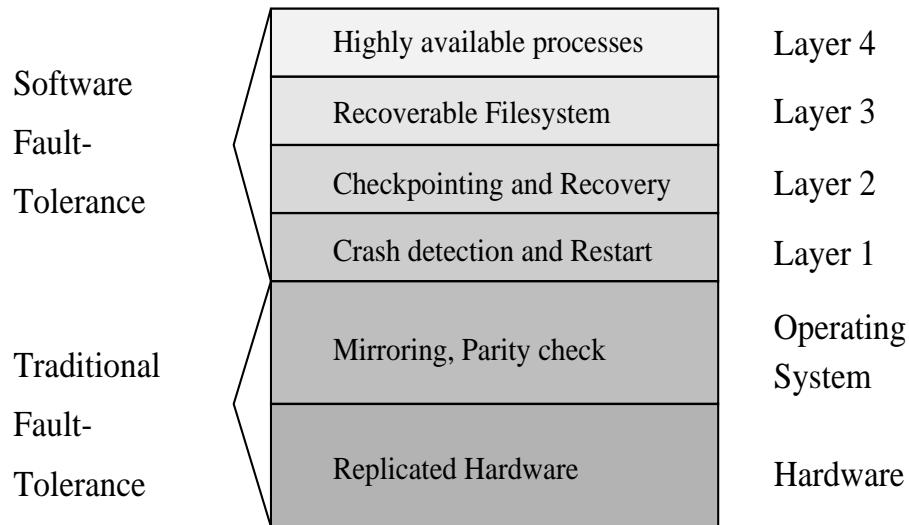 Software
Fault-
Tolerance
Highly available processes
Layer 4
Recoverable Filesystem
Layer 3
Checkpointing and Recovery
Layer 2
Crash detection and Restart
Layer 1
Traditional
Fault-
Tolerance
Mirroring, Parity check
Operating
System
Replicated Hardware
Hardware